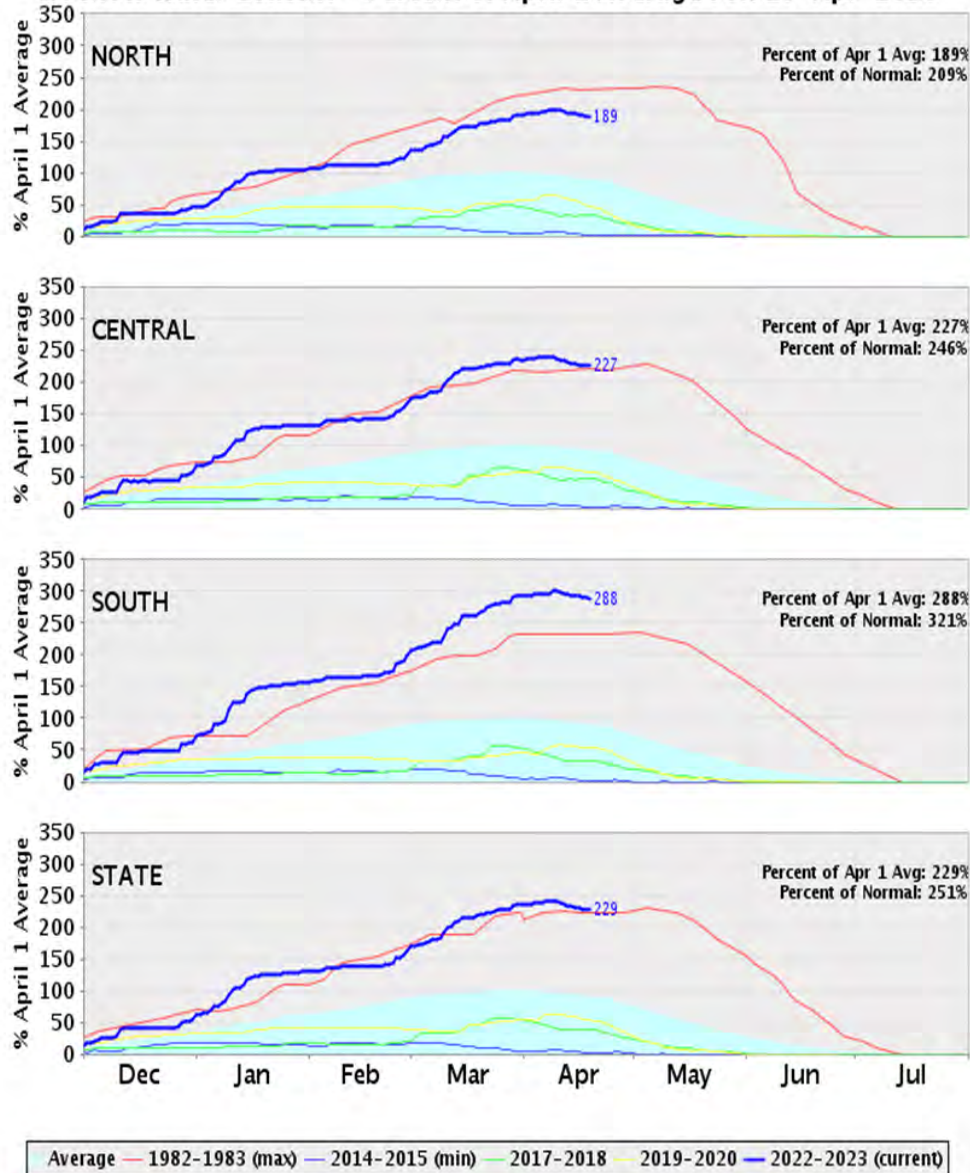 350
300
250
200
150
100
50
0
% April 1 Average
NORTH
Percent of Apr 1 Avg: 189%
Percent of Normal: 209%
189
350
300
250
200
150
100
50
0
% April 1 Average
CENTRAL
Percent of Apr 1 Avg: 227%
Percent of Normal: 246%
227
350
300
250
200
150
100
50
0
% April 1 Average
SOUTH
Percent of Apr 1 Avg: 288%
Percent of Normal: 321%
288
350
300
250
200
150
100
50
0
% April 1 Average
STATE
Percent of Apr 1 Avg: 229%
Percent of Normal: 251%
229
Dec Jan Feb Mar Apr May Jun Jul
Average 1982-1983 (max) 2014-2015 (min) 2017-2018 2019-2020 2022-2023 (current)